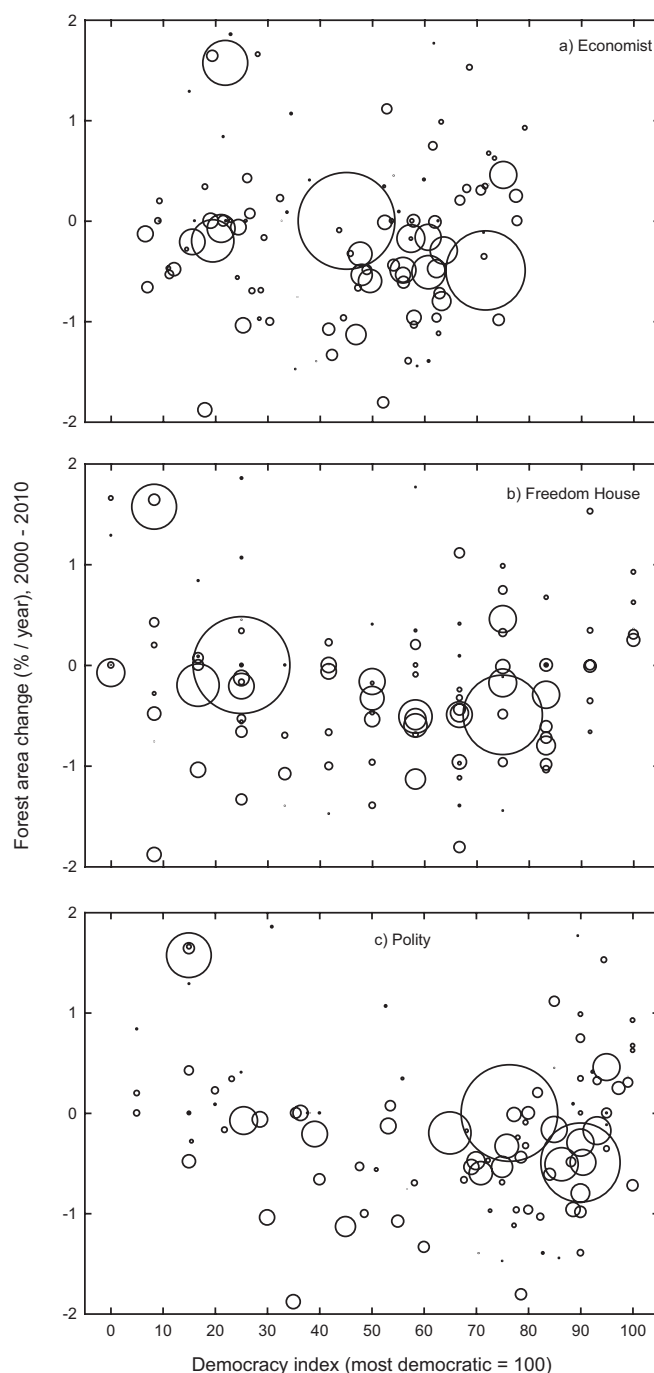 2
a) Economist
1
0
-1
-2
2
b) Freedom House
1
0
-1
-2
2
c) Polity
1
0
-1
-2
0 10 20 30 40 50 60 70 80 90 100
Democracy index (most democratic = 100)
Forest area change (% / year), 2000 - 2010